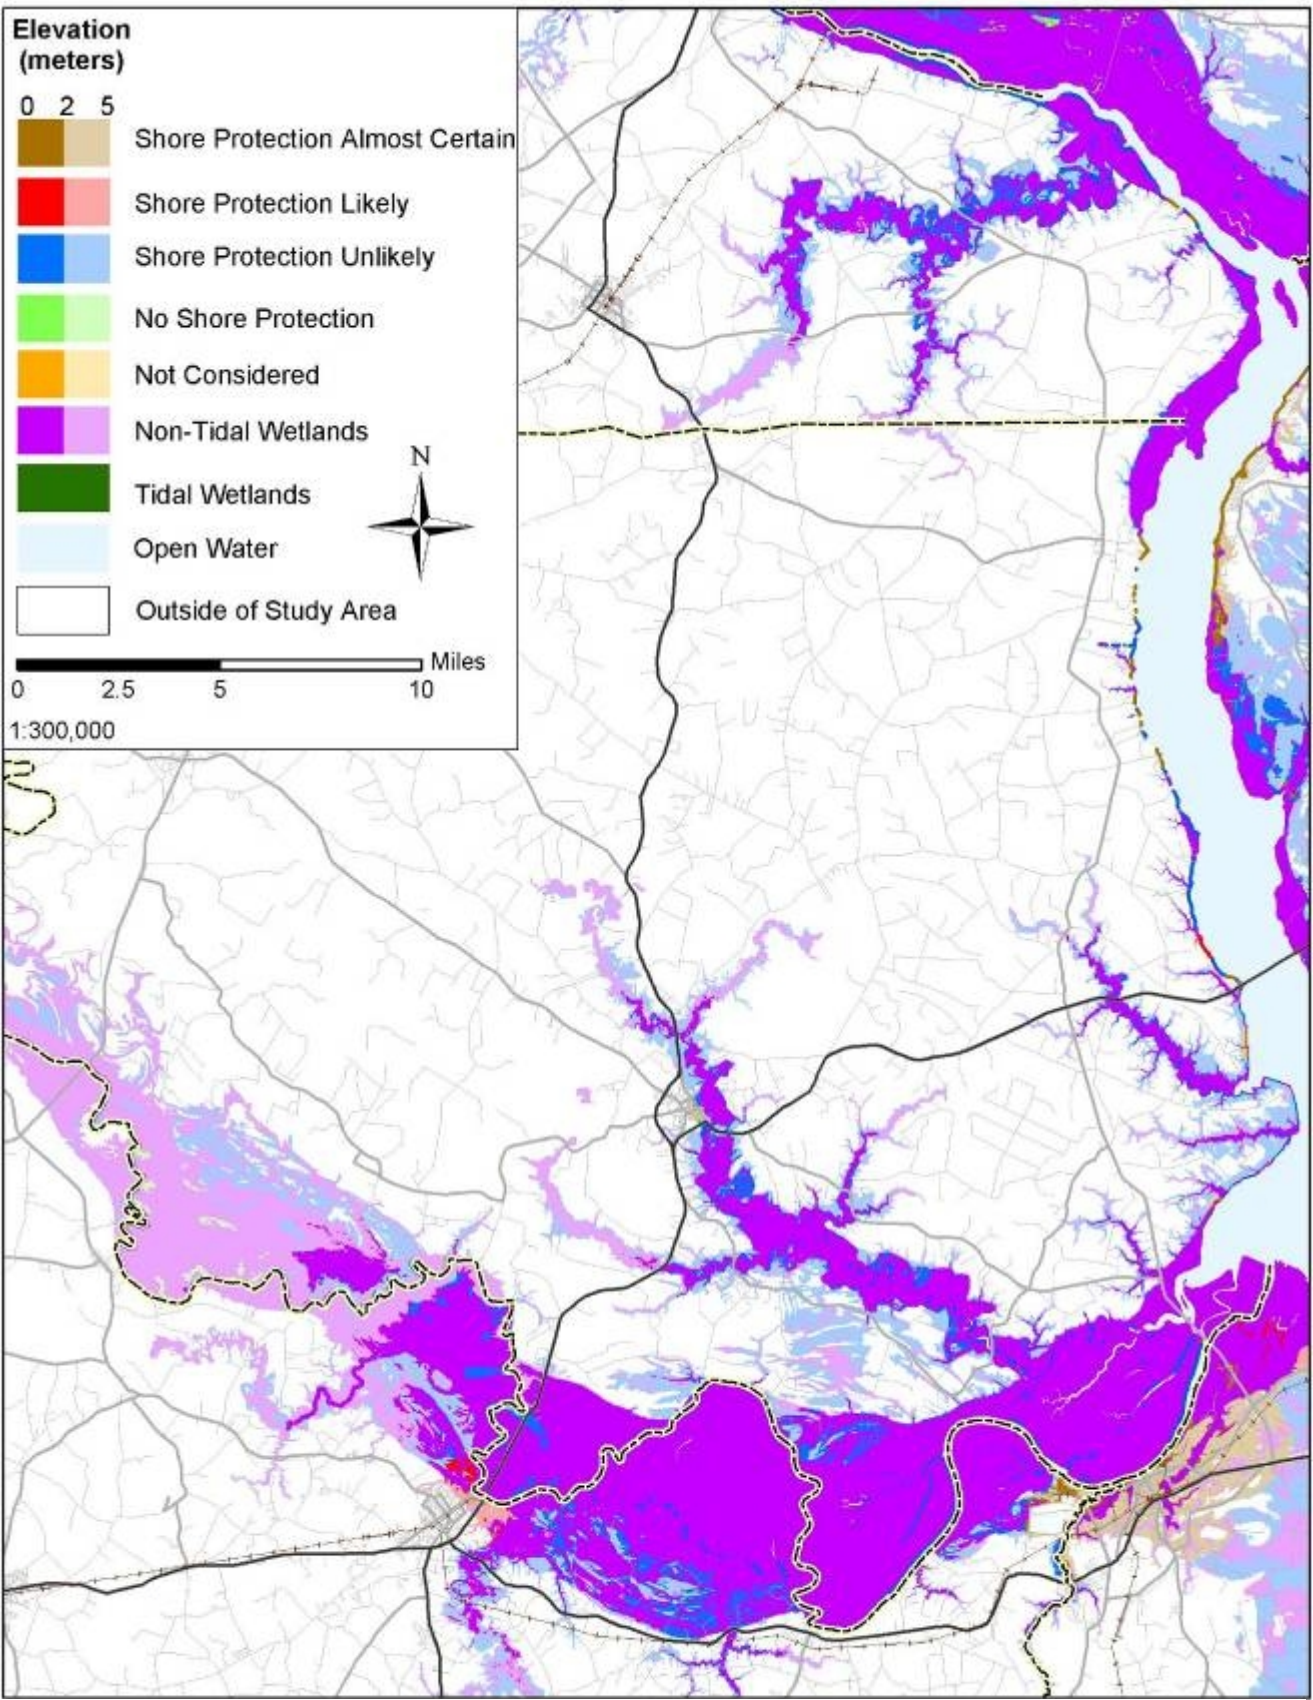 Elevation
(meters)
0 2 5
Shore Protection Almost Certain
Shore Protection Likely
Shore Protection Unlikely
No Shore Protection
Not Considered
Non-Tidal Wetlands
N
Tidal Wetlands
Open Water
Outside of Study Area
Miles
0 2.5 5 10
1:300,000